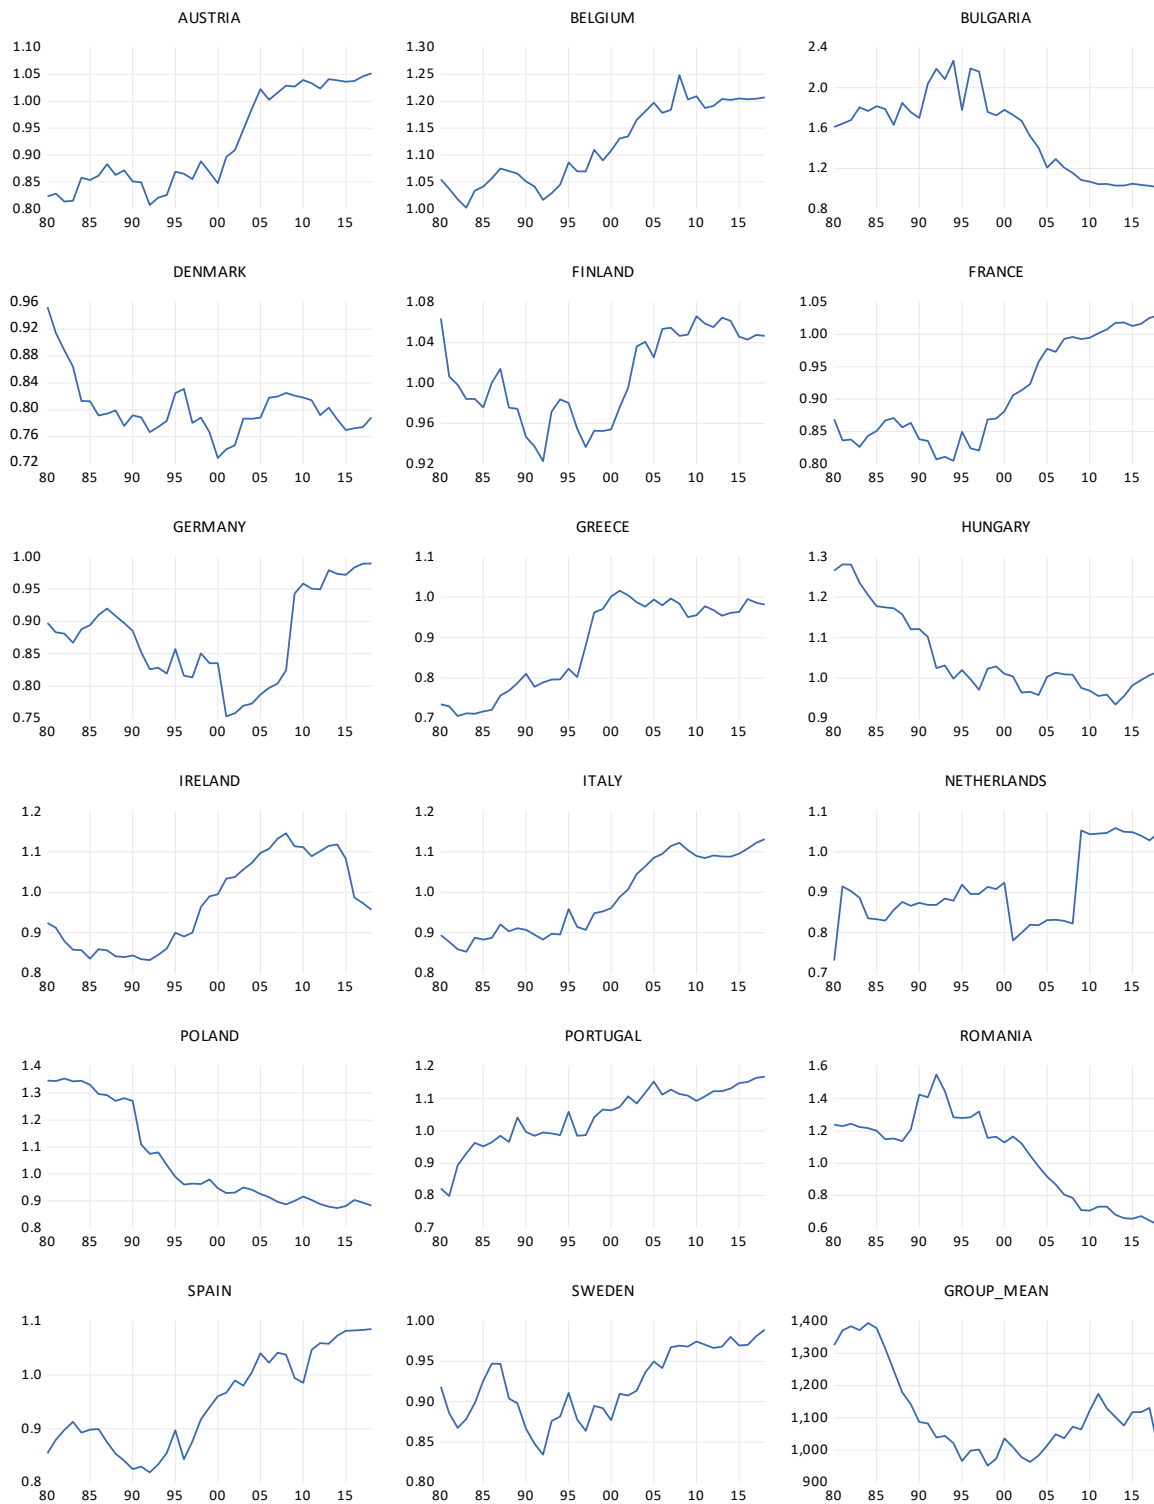 AUSTRIA
1.10
1.05
1.00
0.95
0.90
0.85
0.80
80 85 90 95 00 05 10 15
BELGIUM
1.30
1.25
1.20
1.15
1.10
1.05
1.00
80 85 90 95 00 05 10 15
BULGARIA
2.4
2.0
1.6
1.2
0.8
80 85 90 95 00 05 10 15
DENMARK
0.96
0.92
0.88
0.84
0.80
0.76
0.72
80 85 90 95 00 05 10 15
FINLAND
1.08
1.04
1.00
0.96
0.92
80 85 90 95 00 05 10 15
FRANCE
1.05
1.00
0.95
0.90
0.85
0.80
80 85 90 95 00 05 10 15
GERMANY
1.00
0.95
0.90
0.85
0.80
0.75
80 85 90 95 00 05 10 15
GREECE
1.1
1.0
0.9
0.8
0.7
80 85 90 95 00 05 10 15
HUNGARY
1.3
1.2
1.1
1.0
0.9
80 85 90 95 00 05 10 15
IRELAND
1.2
1.1
1.0
0.9
0.8
80 85 90 95 00 05 10 15
ITALY
1.2
1.1
1.0
0.9
0.8
80 85 90 95 00 05 10 15
NETHERLANDS
1.1
1.0
0.9
0.8
0.7
80 85 90 95 00 05 10 15
POLAND
1.4
1.3
1.2
1.1
1.0
0.9
0.8
80 85 90 95 00 05 10 15
PORTUGAL
1.2
1.1
1.0
0.9
0.8
0.7
80 85 90 95 00 05 10 15
ROMANIA
1.6
1.4
1.2
1.0
0.8
0.6
80 85 90 95 00 05 10 15
SPAIN
1.1
1.0
0.9
0.8
80 85 90 95 00 05 10 15
SWEDEN
1.00
0.95
0.90
0.85
0.80
80 85 90 95 00 05 10 15
GROUP_MEAN
1,400
1,300
1,200
1,100
1,000
900
80 85 90 95 00 05 10 15